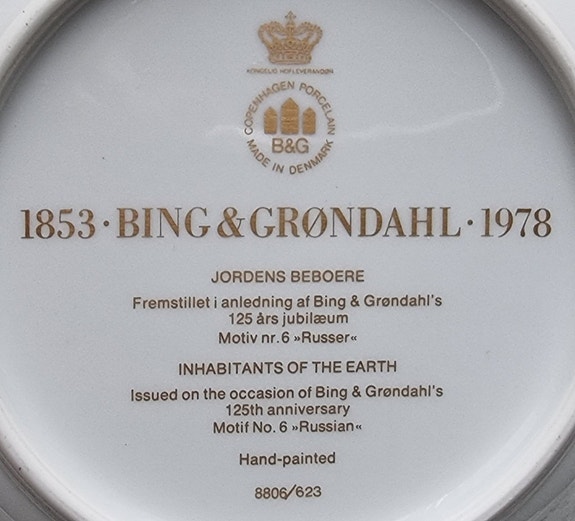 KONGELIG HOFLEVERANDØR
COPENHAGEN PORCELAIN
B&G
MADE IN DENMARK
1853 · BING & GRØNDAHL · 1978
JORDENS BEBOERE
Fremstillet i anledning af Bing & Grøndahl's
125 års jubilæum
Motiv nr. 6 »Russer«
INHABITANTS OF THE EARTH
Issued on the occasion of Bing & Grøndahl's
125th anniversary
Motif No. 6 »Russian«
Hand-painted
8806/623